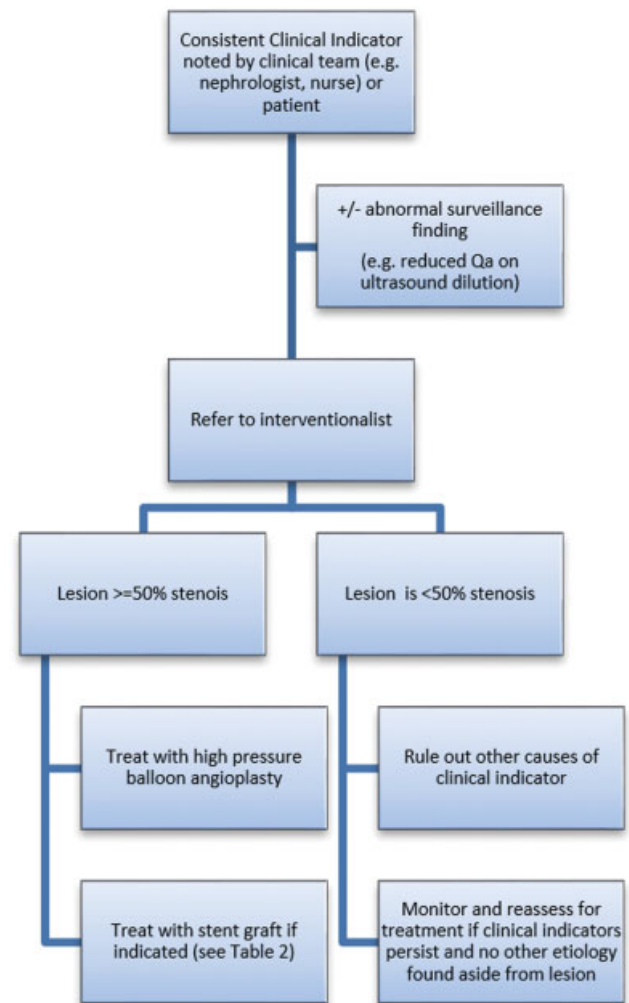 Consistent Clinical Indicator
noted by clinical team (e.g.
nephrologist, nurse) or
patient
+/- abnormal surveillance
finding
(e.g. reduced Qa on
ultrasound dilution)
Refer to interventionalist
Lesion >=50% stenois
Lesion is <50% stenosis
Treat with high pressure
balloon angioplasty
Rule out other causes of
clinical indicator
Treat with stent graft if
indicated (see Table 2)
Monitor and reassess for
treatment if clinical indicators
persist and no other etiology
found aside from lesion